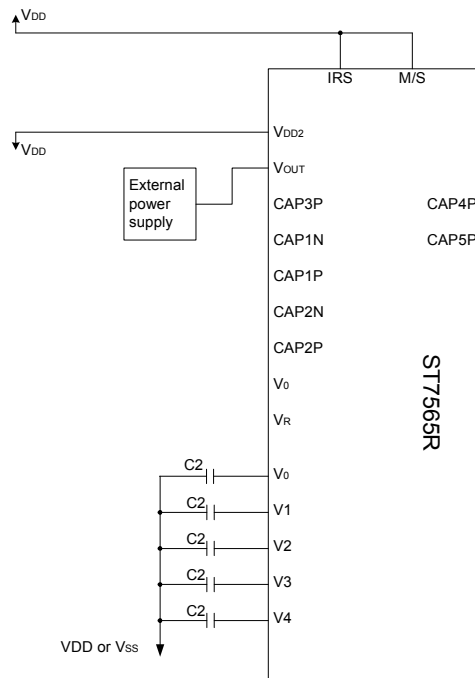 VDD
IRS M/S
VDD2
VDD
VOUT
External
power
supply
CAP3P CAP4P
CAP1N CAP5P
CAP1P
CAP2N
CAP2P
V0
VR
ST7565R
C2 V0
C2 V1
C2 V2
C2 V3
C2 V4
VDD or VSS